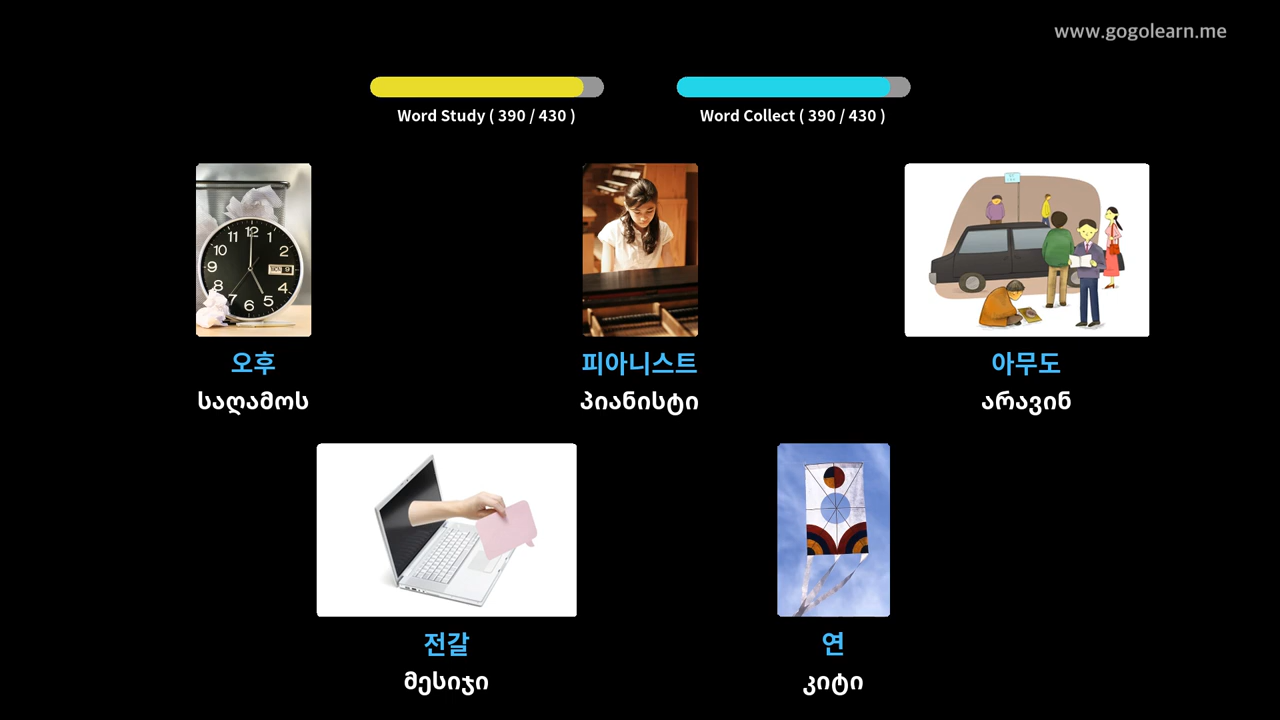 www.gogolearn.me
Word Study ( 390 / 430 )
Word Collect ( 390 / 430 )
오후
საღამოს
피아니스트
პიანისტი
아무도
არავინ
전갈
მესიჯი
연
კიტი